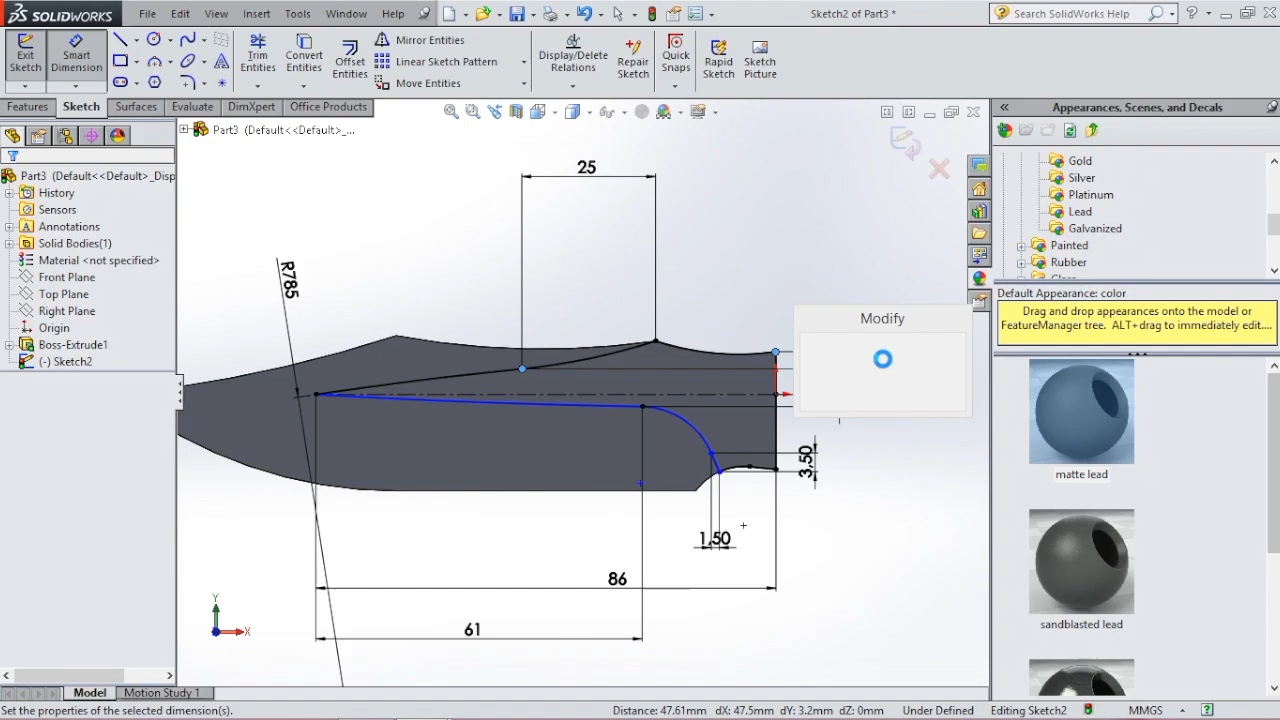 SOLIDWORKS File Edit View Insert Tools Window Help Sketch2 of Part3 * Search SolidWorks Help
Exit Sketch
Smart Dimension
Trim Entities
Convert Entities
Offset Entities
Mirror Entities
Linear Sketch Pattern
Move Entities
Display/Delete Relations
Repair Sketch
Quick Snaps
Rapid Sketch
Sketch Picture
Features Sketch Surfaces Evaluate DimXpert Office Products
Appearances, Scenes, and Decals
Part3 (Default<<Default>_...
Part3 (Default<<Default>_Disp
History
Sensors
Annotations
Solid Bodies(1)
Material <not specified>
Front Plane
Top Plane
Right Plane
Origin
Boss-Extrude1
(-) Sketch2
25
R785
Modify
3,50
1,50
86
61
Y
X
Gold
Silver
Platinum
Lead
Galvanized
Painted
Rubber
Default Appearance: color
Drag and drop appearances onto the model or
FeatureManager tree. ALT+drag to immediately edit....
matte lead
sandblasted lead
Model Motion Study 1
Set the properties of the selected dimension(s). Distance: 47.61mm dX: 47.5mm dY: 3.2mm dZ: 0mm Under Defined Editing Sketch2 MMGS